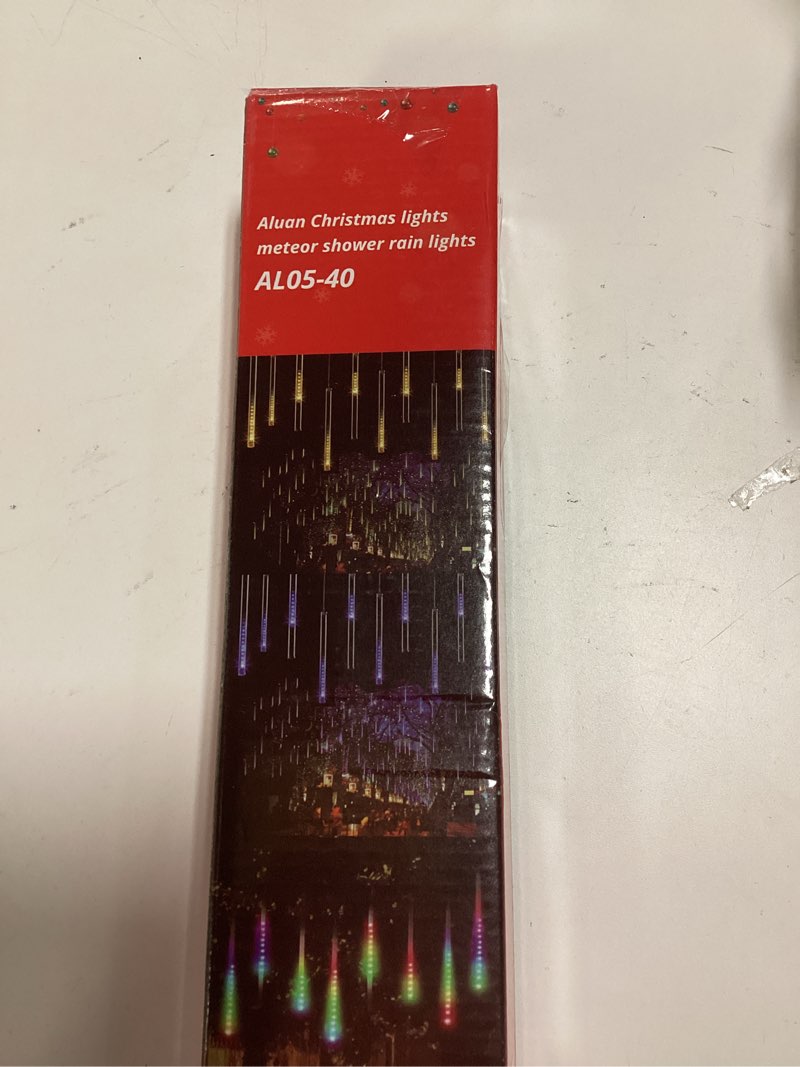 Aluan Christmas lights
meteor shower rain lights
AL05-40